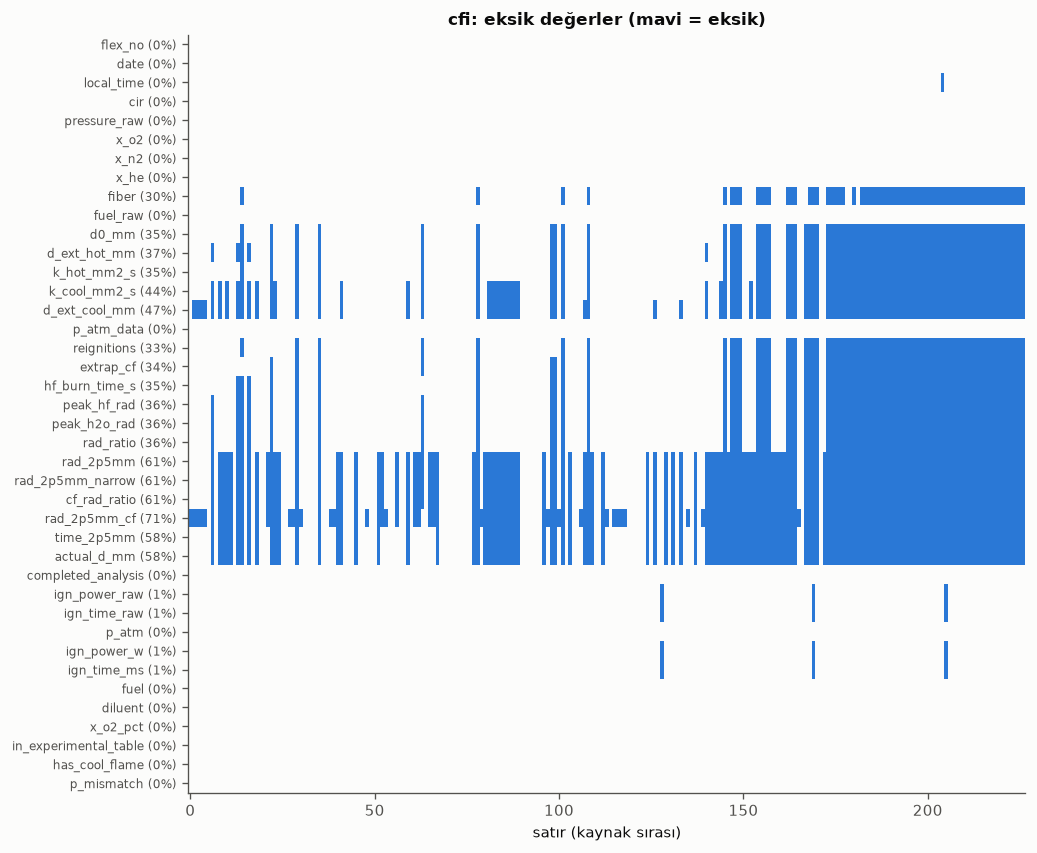 cfi: eksik değerler (mavi = eksik)
flex_no (0%)
date (0%)
local_time (0%)
cir (0%)
pressure_raw (0%)
x_o2 (0%)
x_n2 (0%)
x_he (0%)
fiber (30%)
fuel_raw (0%)
d0_mm (35%)
d_ext_hot_mm (37%)
k_hot_mm2_s (35%)
k_cool_mm2_s (44%)
d_ext_cool_mm (47%)
p_atm_data (0%)
reignitions (33%)
extrap_cf (34%)
hf_burn_time_s (35%)
peak_hf_rad (36%)
peak_h2o_rad (36%)
rad_ratio (36%)
rad_2p5mm (61%)
rad_2p5mm_narrow (61%)
cf_rad_ratio (61%)
rad_2p5mm_cf (71%)
time_2p5mm (58%)
actual_d_mm (58%)
completed_analysis (0%)
ign_power_raw (1%)
ign_time_raw (1%)
p_atm (0%)
ign_power_w (1%)
ign_time_ms (1%)
fuel (0%)
diluent (0%)
x_o2_pct (0%)
in_experimental_table (0%)
has_cool_flame (0%)
p_mismatch (0%)
0 50 100 150 200
satır (kaynak sırası)